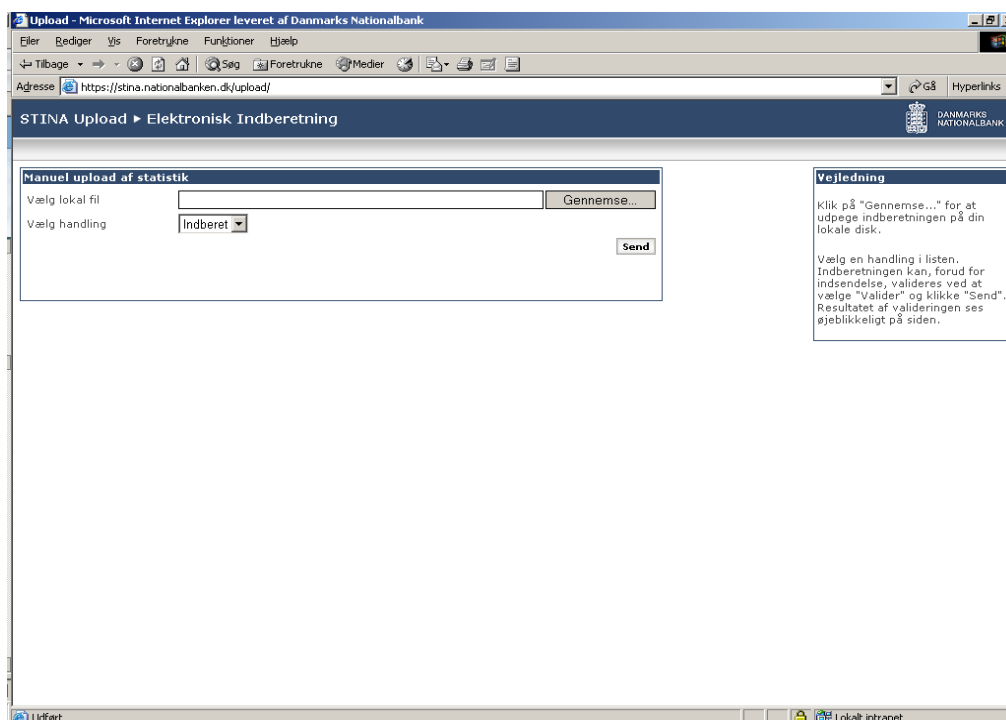 Upload - Microsoft Internet Explorer leveret af Danmarks Nationalbank
Filer Rediger Vis Foretrukne Funktioner Hjælp
Tilbage Søg Foretrukne Medier
Adresse https://stina.nationalbanken.dk/upload/ Gå Hyperlinks
STINA Upload Elektronisk Indberetning
DANMARKS
NATIONALBANK
Manuel upload af statistik
Vælg lokal fil Gennemse...
Vælg handling Indberet
Send
Vejledning
Klik på "Gennemse..." for at
udpege indberetningen på din
lokale disk.
Vælg en handling i listen.
Indberetningen kan, forud for
indsendelse, valideres ved at
vælge "Valider" og klikke "Send".
Resultatet af valideringen ses
øjeblikkeligt på siden.
Udført Lokalt intranet